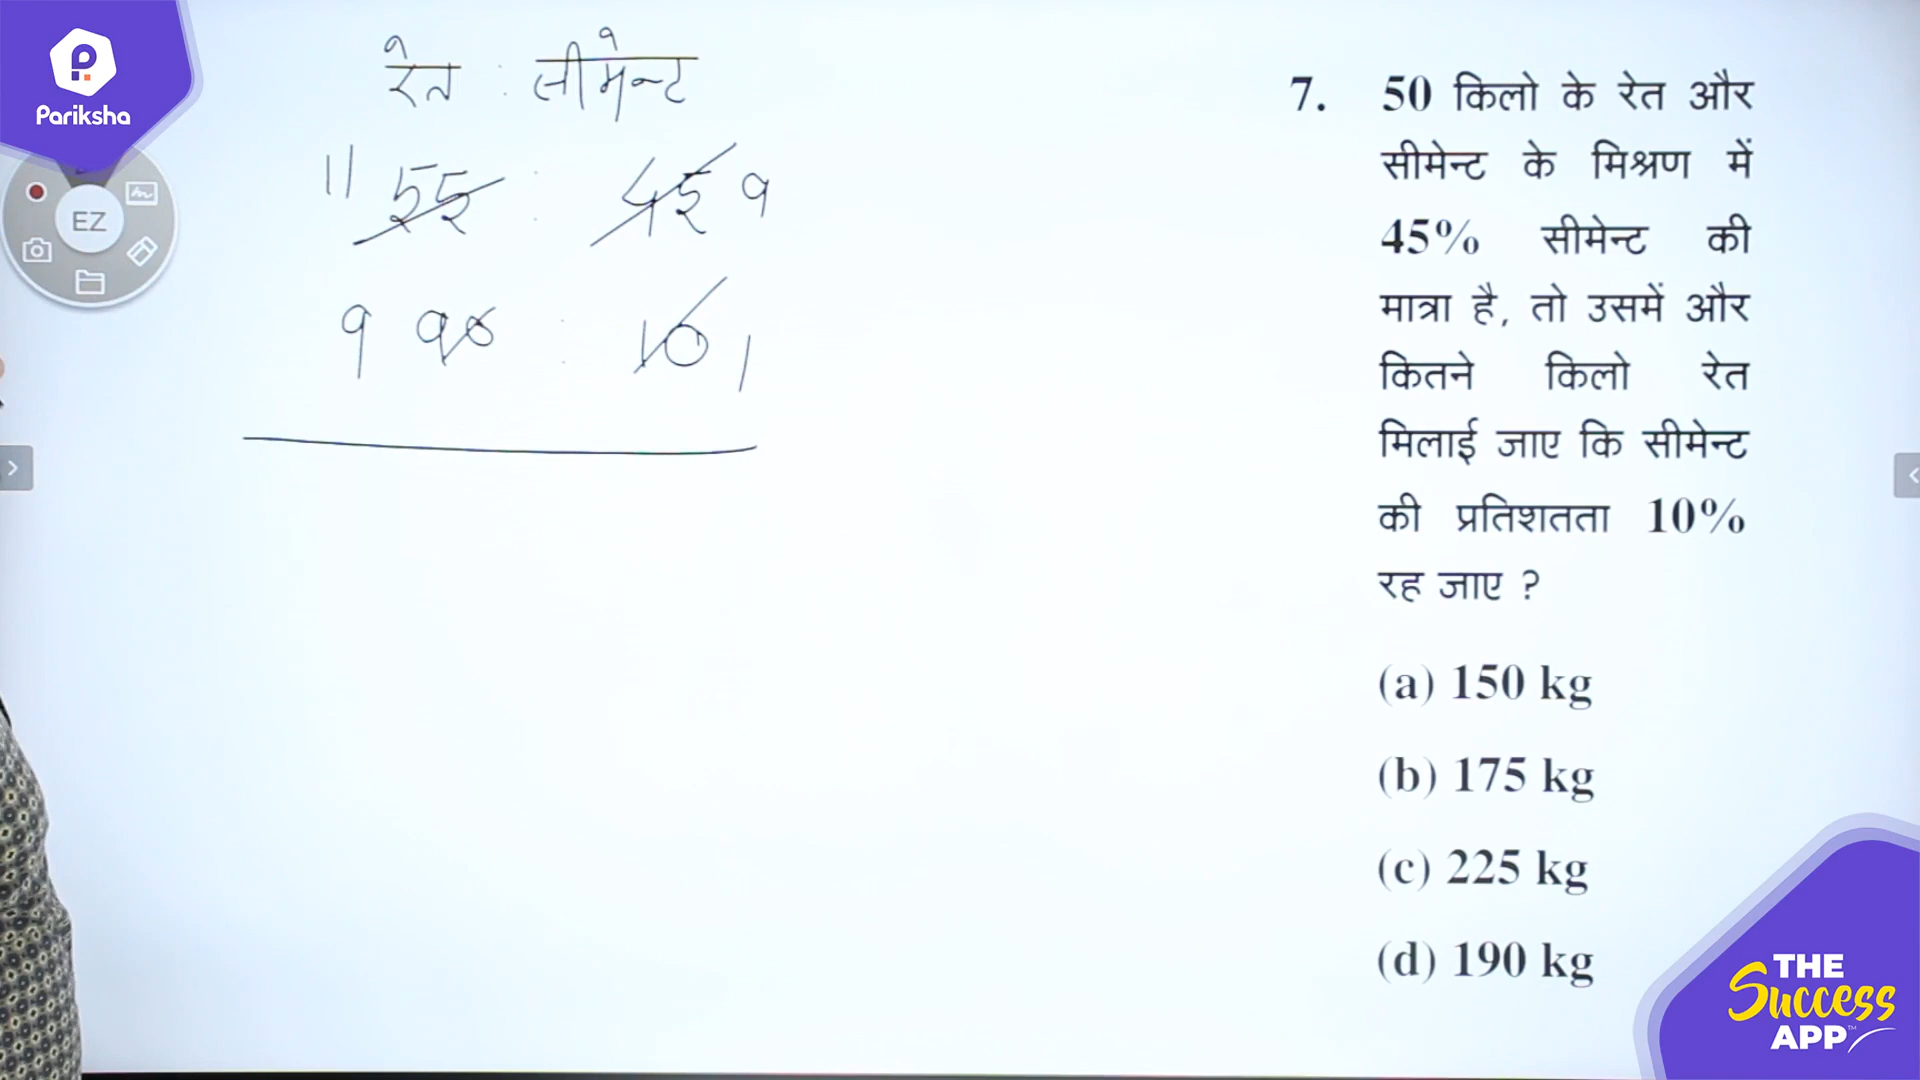 Pariksha
EZ
रेत : सीमेन्ट
11 55 : 45 9
9 90 : 10 1
7. 50 किलो के रेत और
सीमेन्ट के मिश्रण में
45% सीमेन्ट की
मात्रा है, तो उसमें और
कितने किलो रेत
मिलाई जाए कि सीमेन्ट
की प्रतिशतता 10%
रह जाए ?
(a) 150 kg
(b) 175 kg
(c) 225 kg
(d) 190 kg
THE
Success
APP™